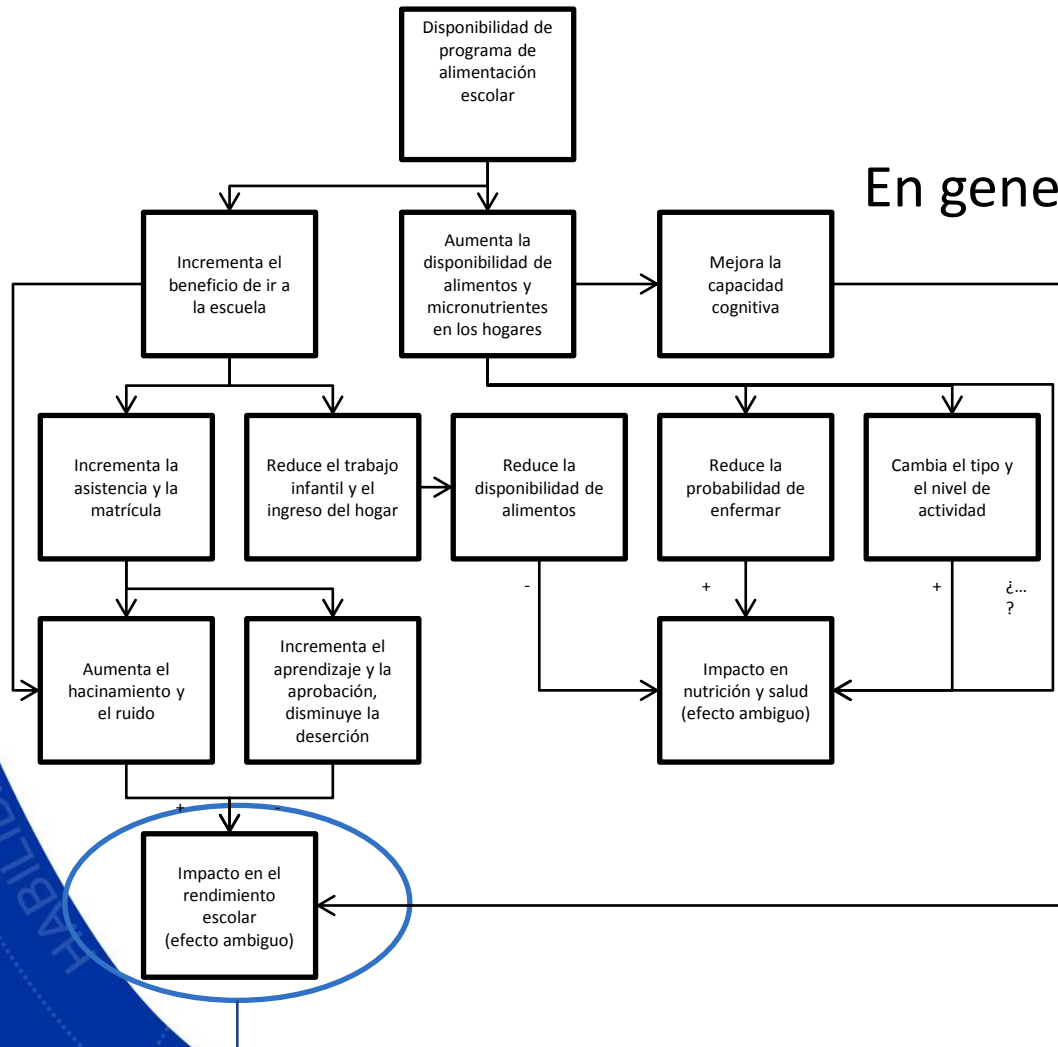 Disponibilidad de
programa de
alimentación
escolar
En gene
Incrementa el
beneficio de ir a
la escuela
Aumenta la
disponibilidad de
alimentos y
micronutrientes
en los hogares
Mejora la
capacidad
cognitiva
Incrementa la
asistencia y la
matrícula
Reduce el trabajo
infantil y el
ingreso del hogar
Reduce la
disponibilidad de
alimentos
Reduce la
probabilidad de
enfermar
Cambia el tipo y
el nivel de
actividad
-
+
+
¿...
?
Aumenta el
hacinamiento y
el ruido
Incrementa el
aprendizaje y la
aprobación,
disminuye la
deserción
Impacto en
nutrición y salud
(efecto ambiguo)
+
-
Impacto en el
rendimiento
escolar
(efecto ambiguo)
HABILI